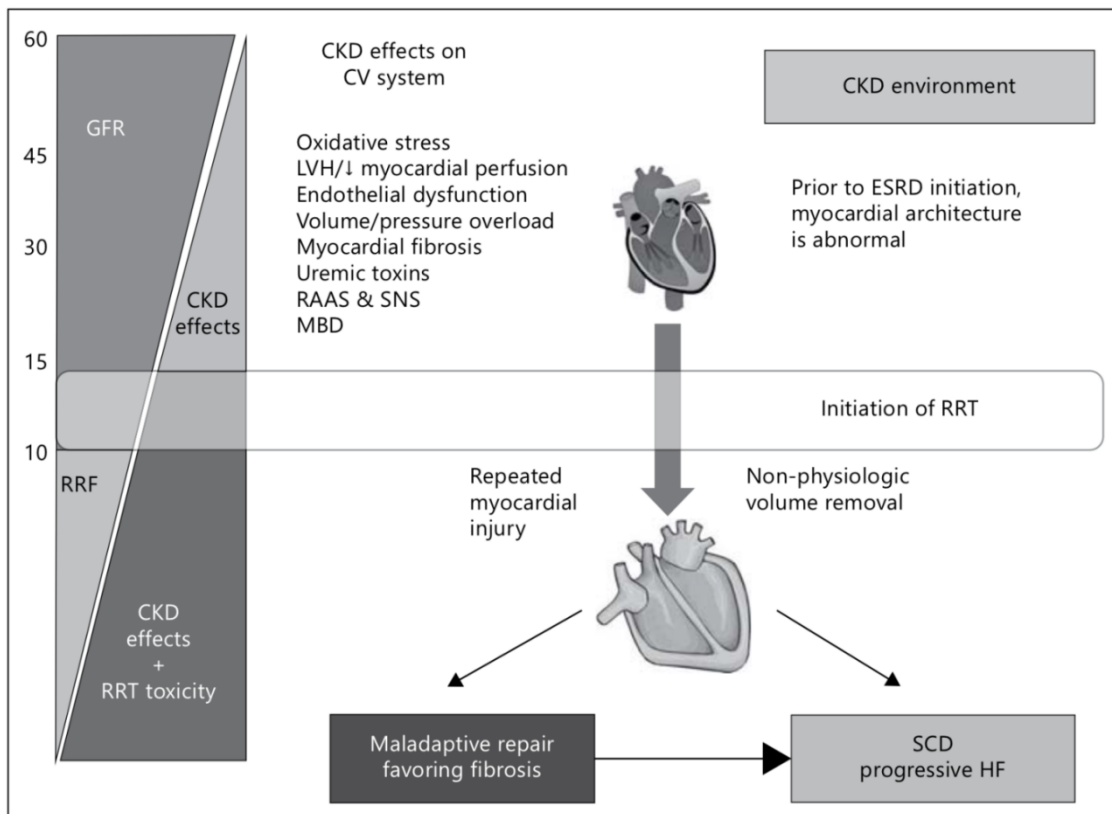 60
45
30
15
10
GFR
CKD
effects
RRF
CKD
effects
+
RRT toxicity
CKD effects on
CV system
Oxidative stress
LVH/↓ myocardial perfusion
Endothelial dysfunction
Volume/pressure overload
Myocardial fibrosis
Uremic toxins
RAAS & SNS
MBD
CKD environment
Prior to ESRD initiation,
myocardial architecture
is abnormal
Initiation of RRT
Repeated
myocardial
injury
Non-physiologic
volume removal
Maladaptive repair
favoring fibrosis
SCD
progressive HF